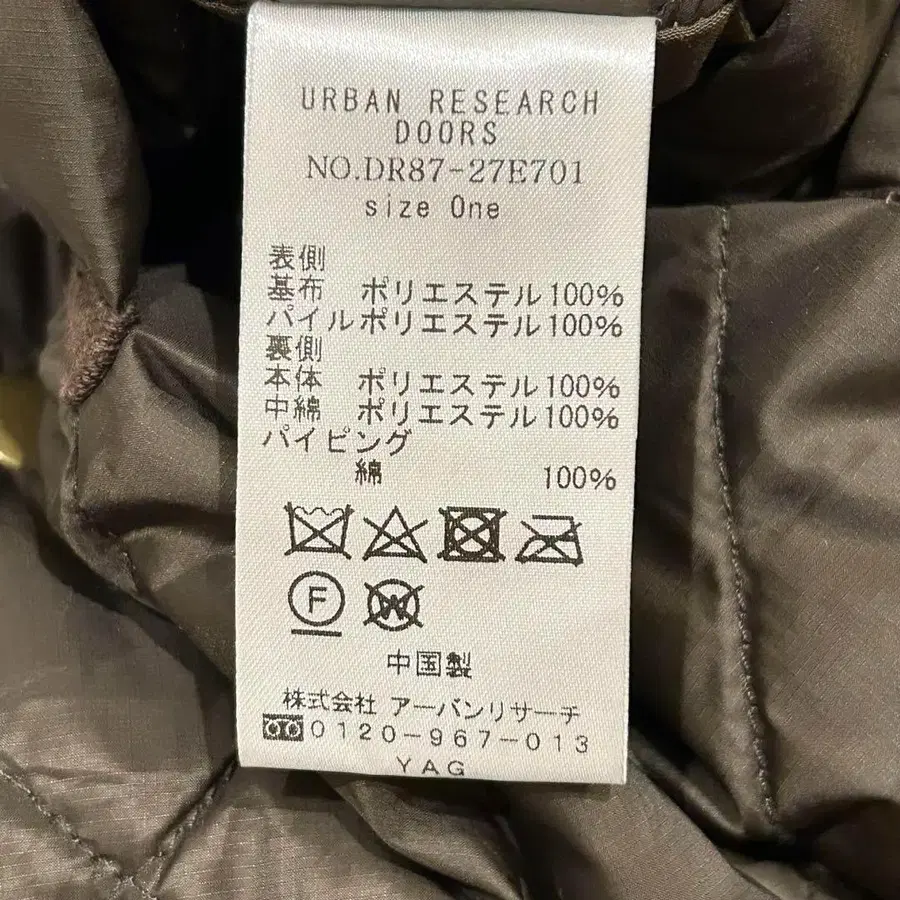 URBAN RESEARCH
DOORS
NO.DR87-27E701
size One
表側
基布 ポリエステル100%
パイルポリエステル100%
裏側
本体 ポリエステル100%
中綿 ポリエステル100%
パイピング
綿 100%
F
W
中国製
株式会社 アーバンリサーチ
0120-967-013
YAG